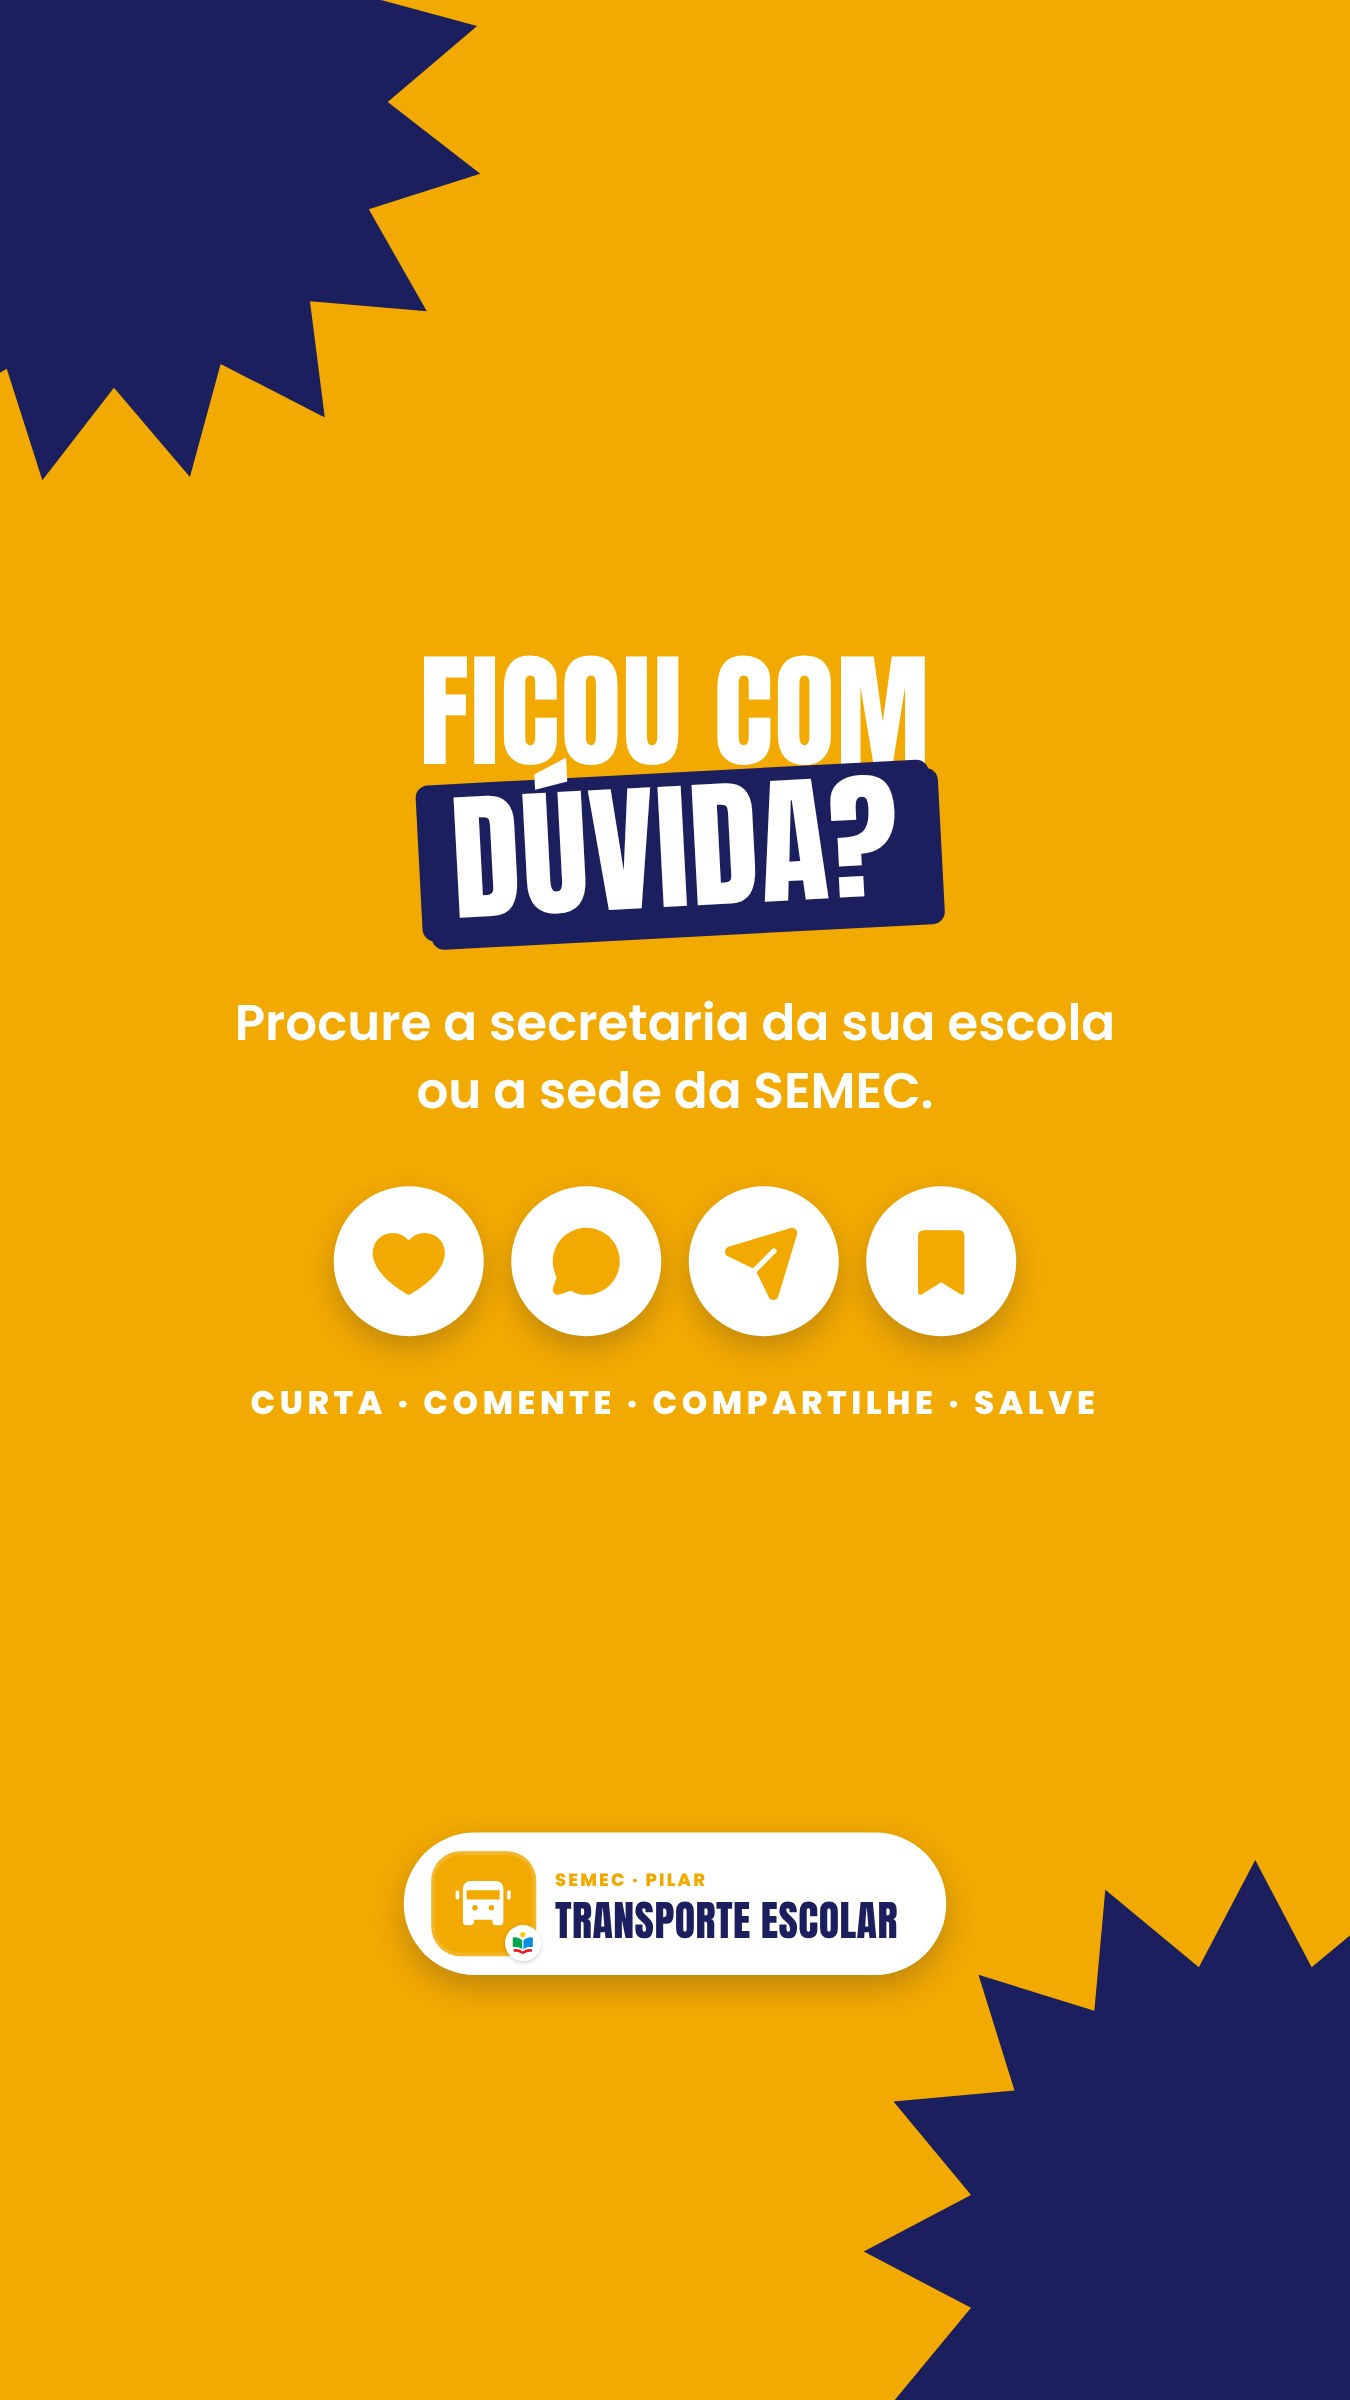 FICOU COM
DÚVIDA?
Procure a secretaria da sua escola
ou a sede da SEMEC.
CURTA · COMENTE · COMPARTILHE · SALVE
SEMEC · PILAR
TRANSPORTE ESCOLAR